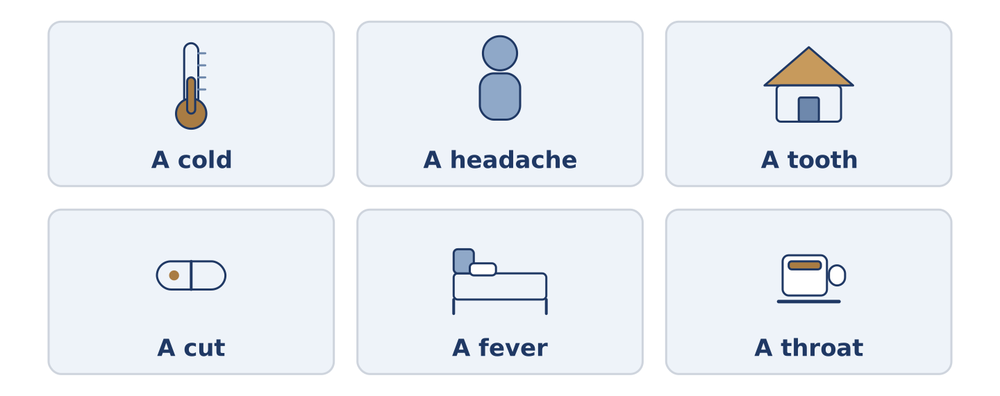 A cold
A headache
A tooth
A cut
A fever
A throat